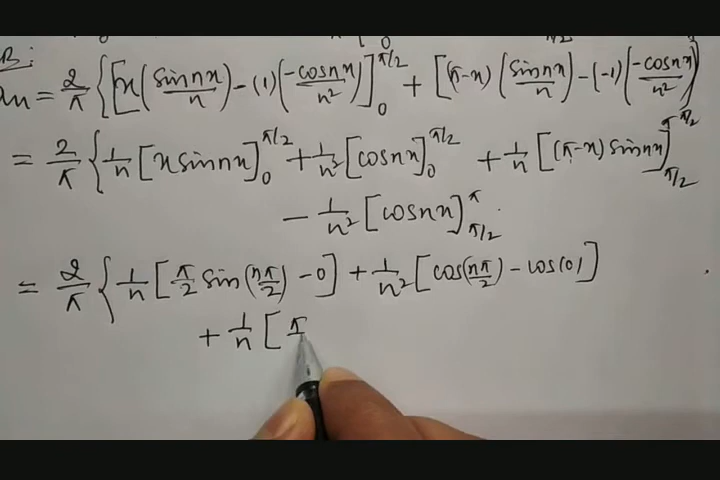 B:
an = 2/π { [x (sin nx / n) - (1) (-cos nx / n²)]₀^π/2 + [(π-x) (sin nx / n) - (-1) (-cos nx / n²)]
= 2/π { 1/n [x sin nx]₀^π/2 + 1/n² [cos nx]₀^π/2 + 1/n [(π-x) sin nx]_π/2^π
- 1/n² [cos nx]_π/2^π
= 2/π { 1/n [π/2 sin (nπ/2) - 0] + 1/n² [cos (nπ/2) - cos(0)]
+ 1/n [π